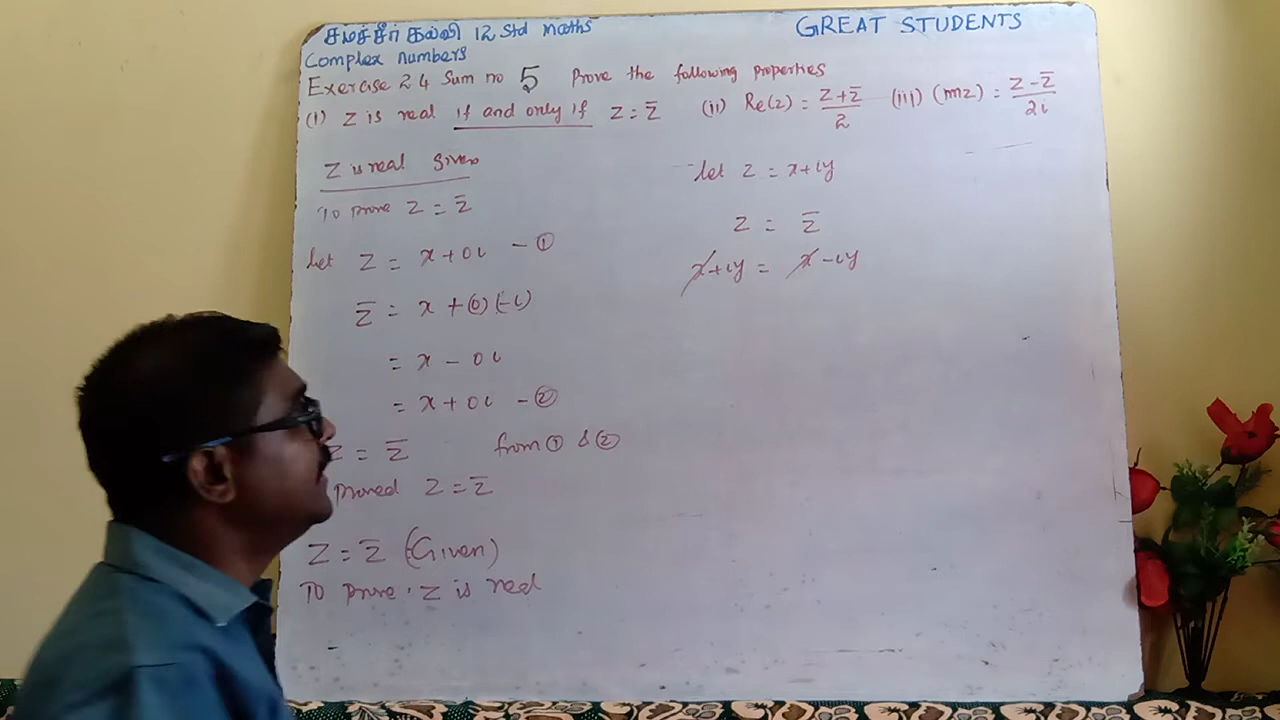 சமச்சீர் கல்வி 12 Std Maths
GREAT STUDENTS
Complex Numbers
Exercise 2 4 Sum no 5 Prove the following properties
(i) Z is real if and only if Z = z̅ (ii) Re(z) = Z+z̅/2 (iii) (mz) = Z-z̅/2i
Z is real Given
To prove Z = z̅
Let Z = x+0i - ①
z̅ = x + (0)(-i)
= x - 0i
= x+0i - ②
Z = z̅ from ① & ②
proved Z = z̅
Z = z̅ (Given)
To prove . Z is real
let Z = x+iy
Z = z̅
x+iy = x-iy